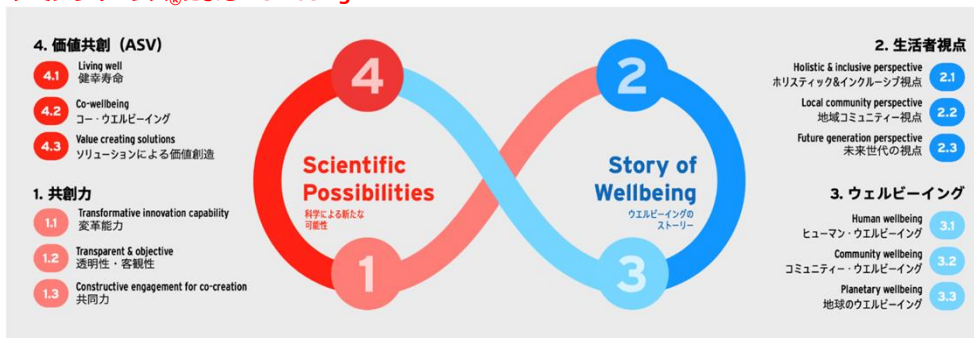 4. 価値共創（ASV）
4.1
Living well
健幸寿命
4.2
Co-wellbeing
コー・ウエルビーイング
4.3
Value creating solutions
ソリューションによる価値創造
1. 共創力
1.1
Transformative innovation capability
変革能力
1.2
Transparent & objective
透明性・客観性
1.3
Constructive engagement for co-creation
共同力
4
2
Scientific
Possibilities
科学による新たな
可能性
Story of
Wellbeing
ウエルビーイングの
ストーリー
1
3
2. 生活者視点
Holistic & inclusive perspective
ホリスティック&インクルーシブ視点
2.1
Local community perspective
地域コミュニティー視点
2.2
Future generation perspective
未来世代の視点
2.3
3. ウェルビーイング
Human wellbeing
ヒューマン・ウエルビーイング
3.1
Community wellbeing
コミュニティー・ウエルビーイング
3.2
Planetary wellbeing
地球のウエルビーイング
3.3